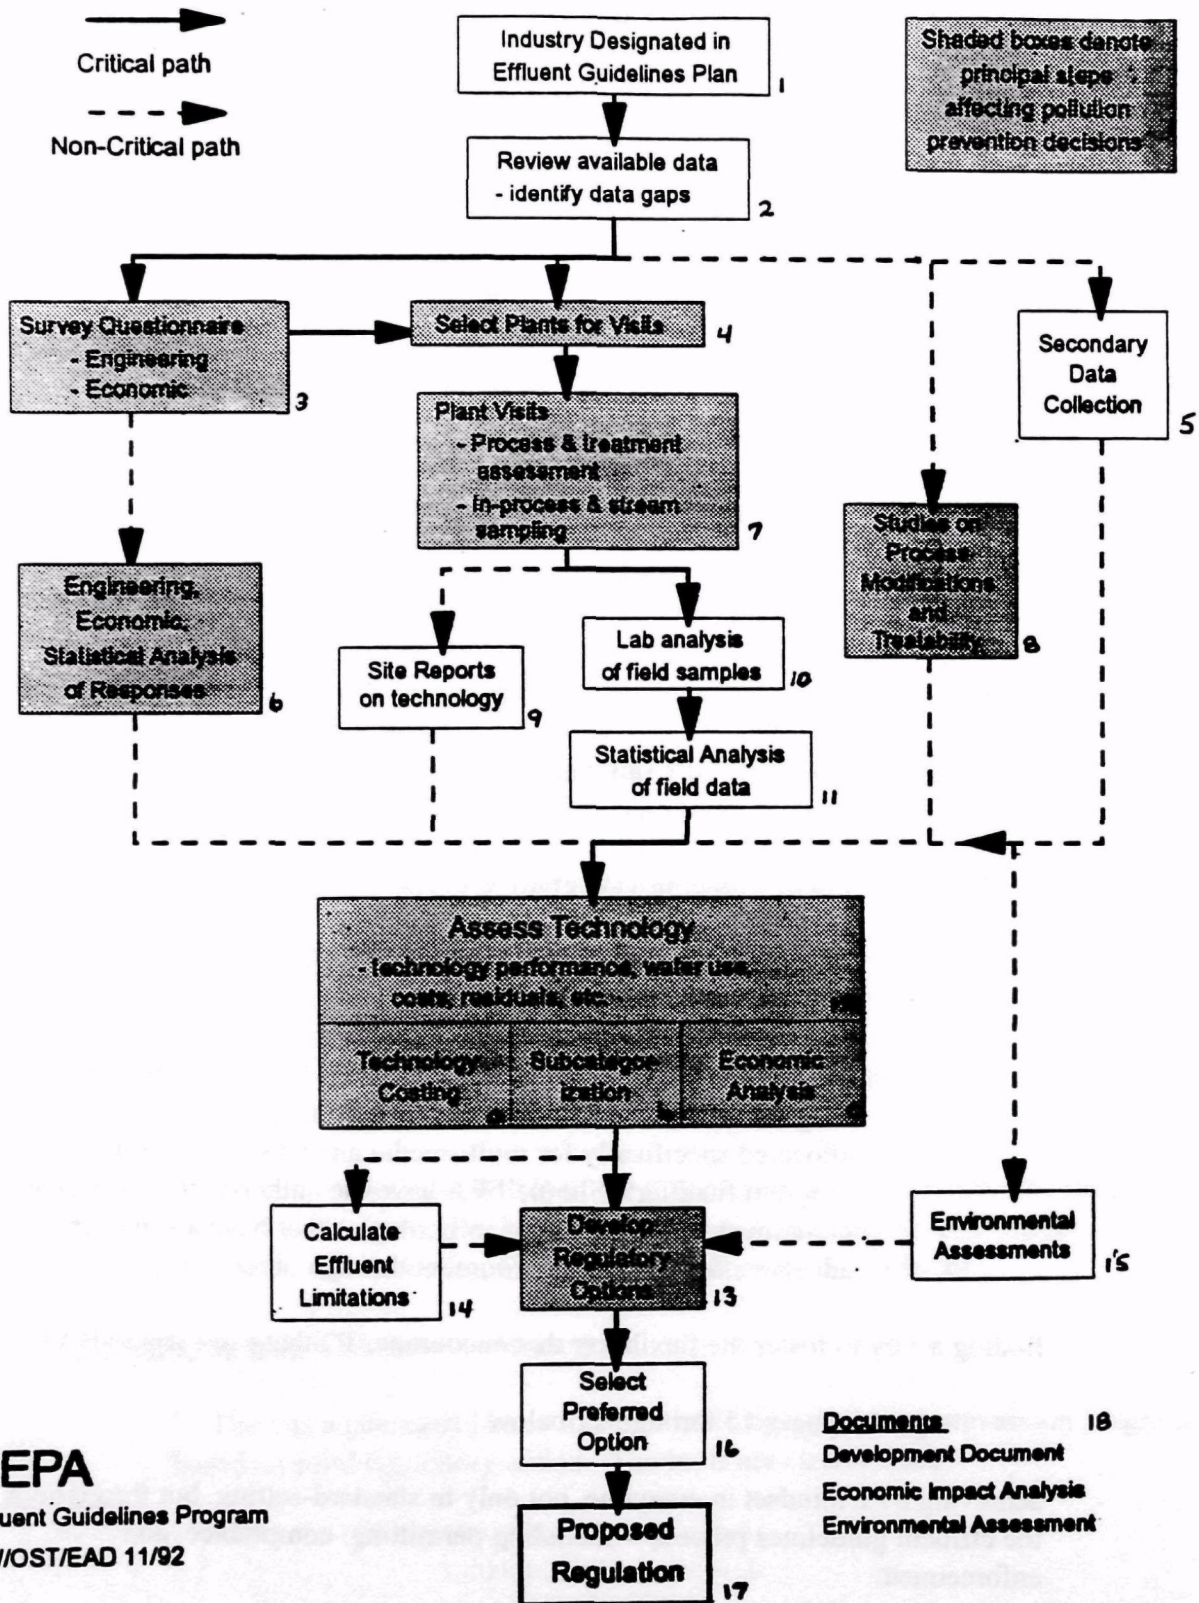 Critical path
Non-Critical path
Industry Designated in
Effluent Guidelines Plan
1
Shaded boxes denote
principal steps
affecting pollution
prevention decisions
Review available data
- identify data gaps
2
Survey Questionnaire
- Engineering
- Economic
3
Select Plants for Visits
4
Secondary
Data
Collection
5
Plant Visits
- Process & treatment
assessment
- In-process & stream
sampling
7
Studies on
Process
Modifications
and
Treatability
8
Engineering,
Economic,
Statistical Analysis
of Responses
6
Site Reports
on technology
9
Lab analysis
of field samples
10
Statistical Analysis
of field data
11
Assess Technology
- technology performance, water use,
costs, residuals, etc.
Technology
Costing
a
Subcategor-
ization
b
Economic
Analysis
c
Calculate
Effluent
Limitations
14
Develop
Regulatory
Options
13
Environmental
Assessments
15
Select
Preferred
Option
16
Documents 18
Development Document
Economic Impact Analysis
Environmental Assessment
Proposed
Regulation
17
EPA
uent Guidelines Program
//OST/EAD 11/92